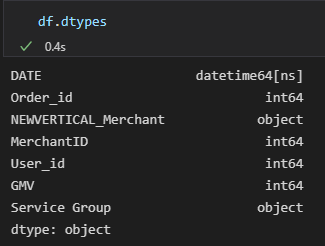 df.dtypes
0.4s
DATE datetime64[ns]
Order_id int64
NEWVERTICAL_Merchant object
MerchantID int64
User_id int64
GMV int64
Service Group object
dtype: object